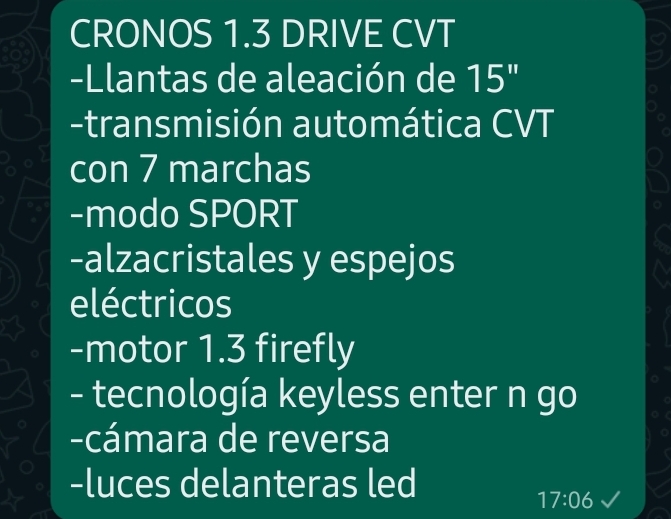 CRONOS 1.3 DRIVE CVT
-Llantas de aleación de 15"
-transmisión automática CVT
con 7 marchas
-modo SPORT
-alzacristales y espejos
eléctricos
-motor 1.3 firefly
- tecnología keyless enter n go
-cámara de reversa
-luces delanteras led
17:06